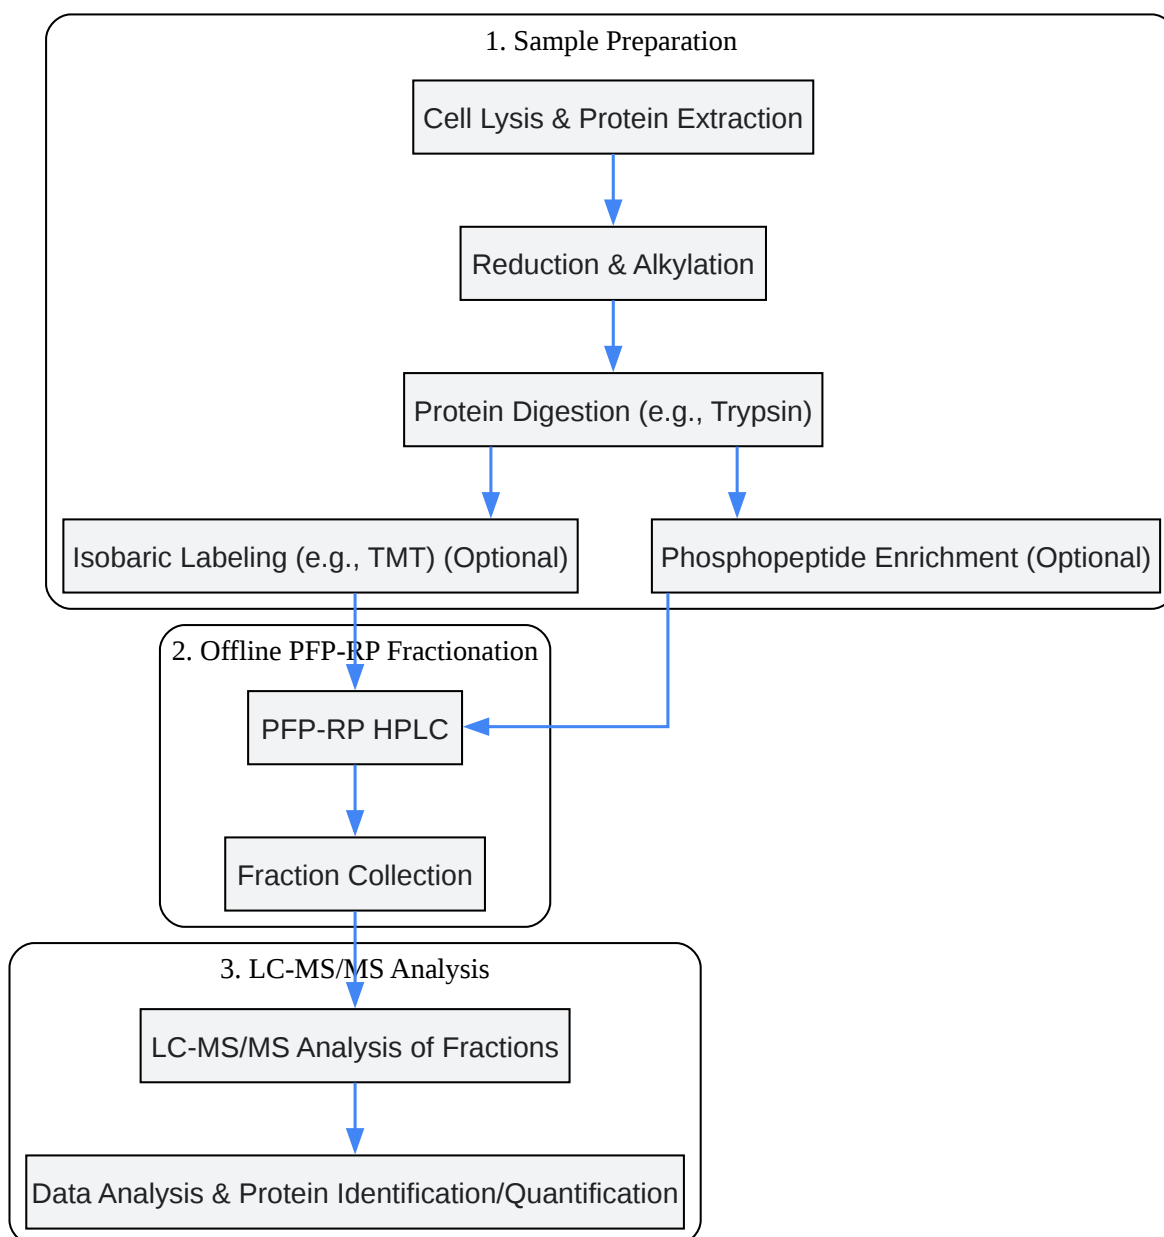 1. Sample Preparation
Cell Lysis & Protein Extraction
Reduction & Alkylation
Protein Digestion (e.g., Trypsin)
Isobaric Labeling (e.g., TMT) (Optional)
Phosphopeptide Enrichment (Optional)
2. Offline PFP-RP Fractionation
PFP-RP HPLC
Fraction Collection
3. LC-MS/MS Analysis
LC-MS/MS Analysis of Fractions
Data Analysis & Protein Identification/Quantification